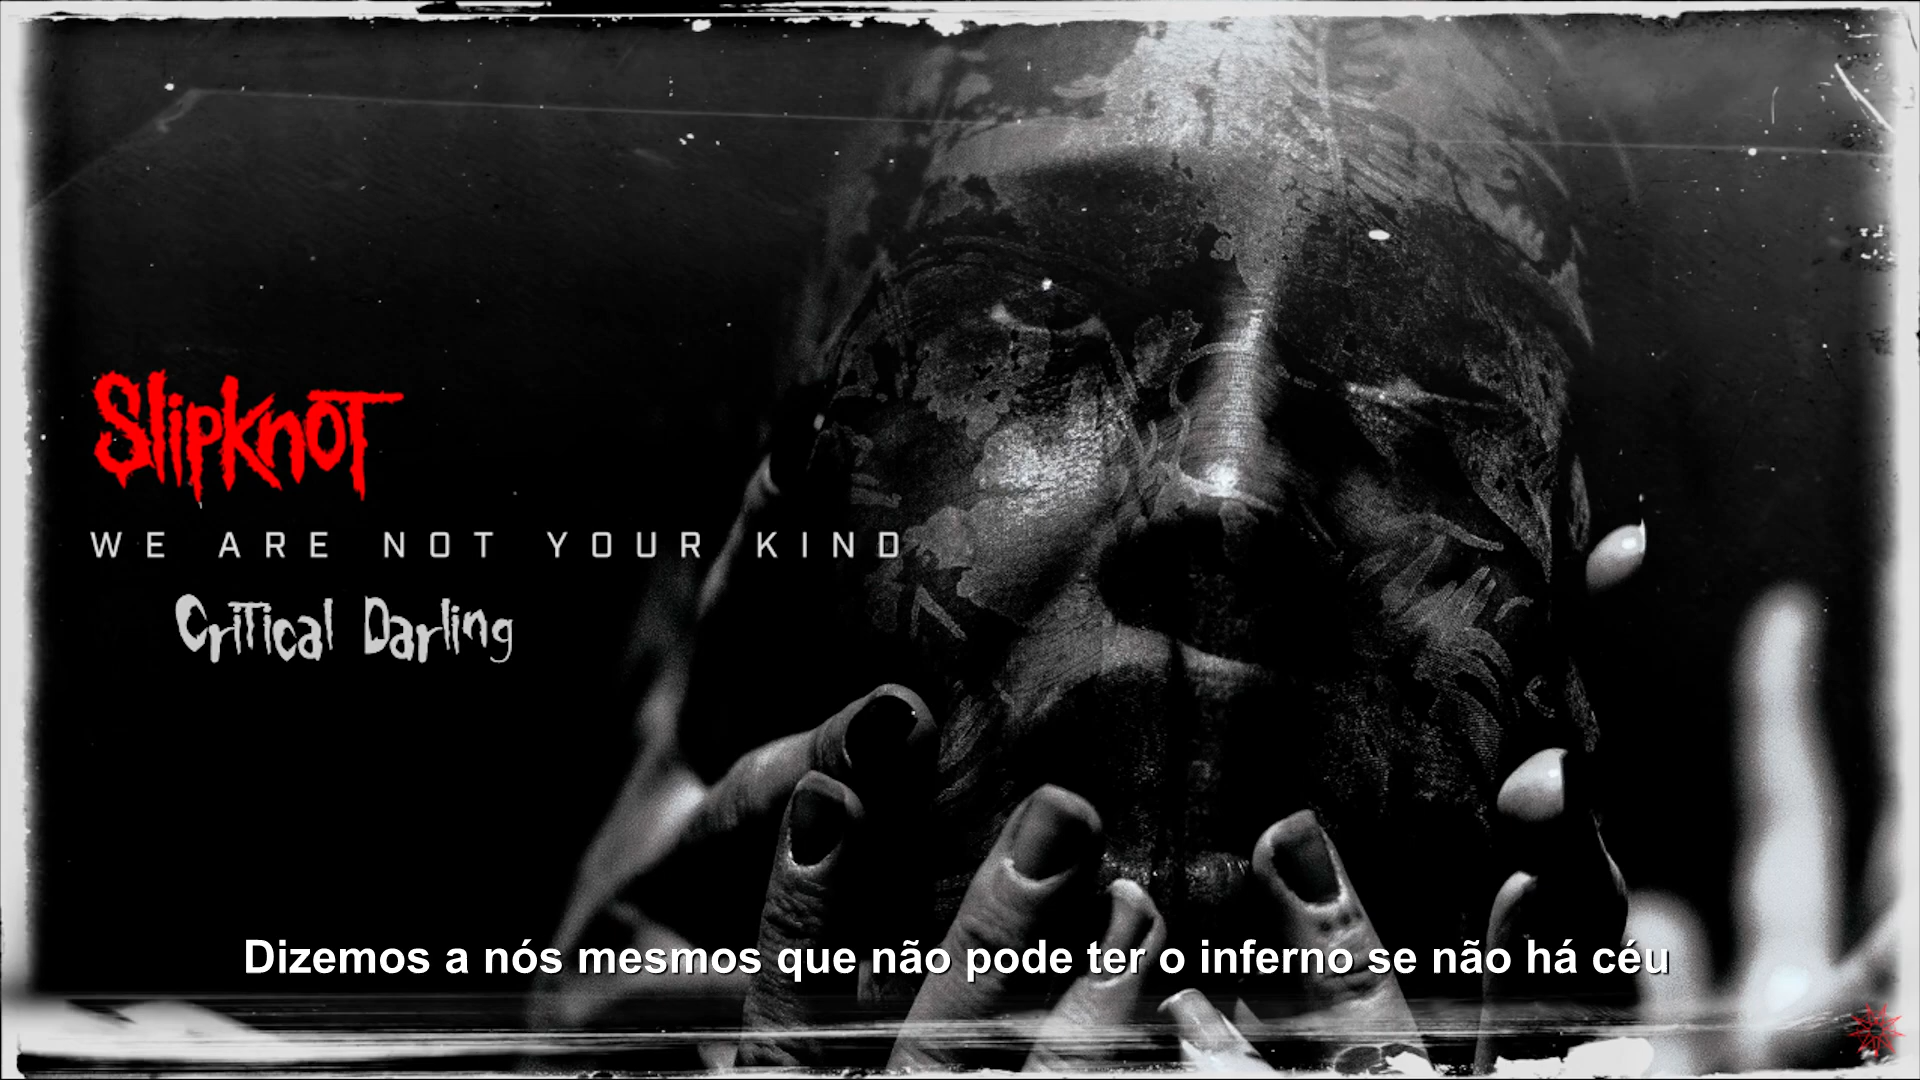 Slipknot
WE ARE NOT YOUR KIND
Critical Darling
Dizemos a nós mesmos que não pode ter o inferno se não há céu